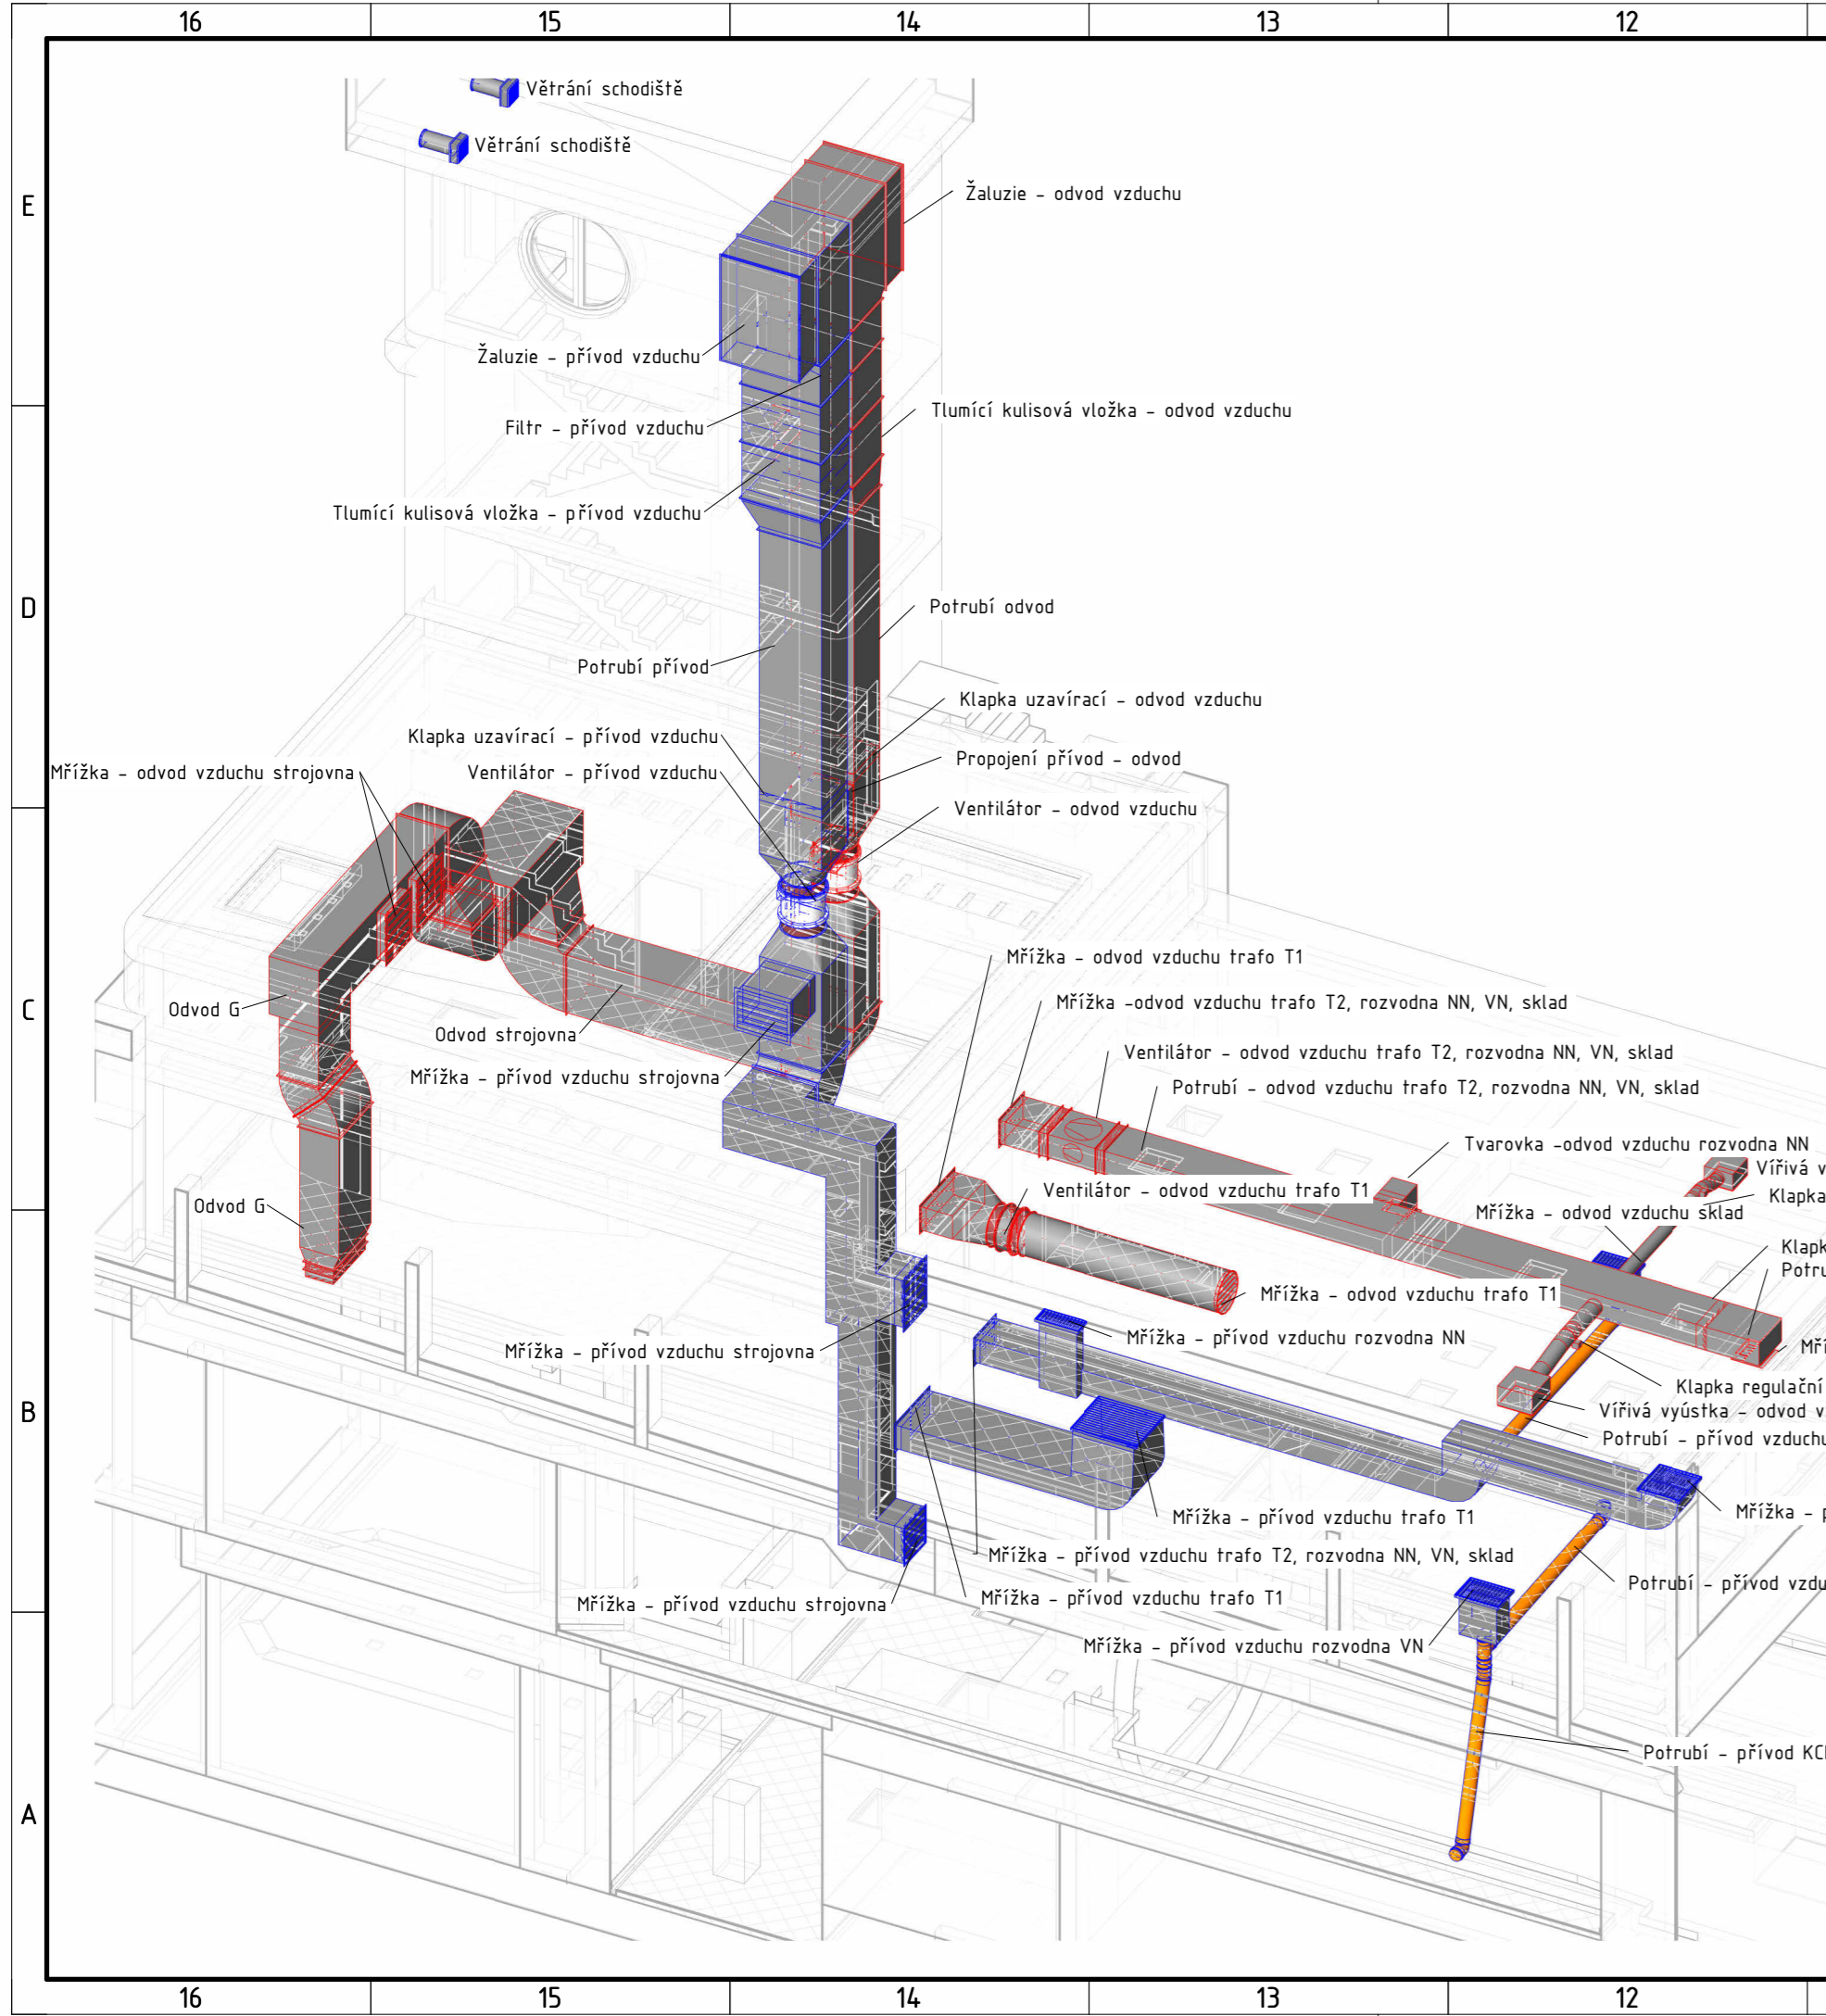 16 15 14 13 12
Větrání schodiště
Větrání schodiště
E
Žaluzie - odvod vzduchu
Žaluzie - přívod vzduchu
Tlumící kulisová vložka - odvod vzduchu
Filtr - přívod vzduchu
Tlumící kulisová vložka - přívod vzduchu
D
Potrubí odvod
Potrubí přívod
Klapka uzavírací - odvod vzduchu
Klapka uzavírací - přívod vzduchu
Propojení přívod - odvod
Mřížka - odvod vzduchu strojovna
Ventilátor - přívod vzduchu
Ventilátor - odvod vzduchu
Mřížka - odvod vzduchu trafo T1
C
Odvod G
Mřížka -odvod vzduchu trafo T2, rozvodna NN, VN, sklad
Odvod strojovna
Ventilátor - odvod vzduchu trafo T2, rozvodna NN, VN, sklad
Mřížka - přívod vzduchu strojovna
Potrubí - odvod vzduchu trafo T2, rozvodna NN, VN, sklad
Tvarovka -odvod vzduchu rozvodna NN
Vířivá v
Ventilátor - odvod vzduchu trafo T1
Klapka
Odvod G
Mřížka - odvod vzduchu sklad
Klapk
Potru
Mřížka - odvod vzduchu trafo T1
Mřížka - přívod vzduchu rozvodna NN
Mří
Mřížka - přívod vzduchu strojovna
Klapka regulační
B
Vířivá vyústka - odvod v
Potrubí - přívod vzduchu
Mřížka - p
Mřížka - přívod vzduchu trafo T1
Mřížka - přívod vzduchu trafo T2, rozvodna NN, VN, sklad
Potrubí - přívod vzdu
Mřížka - přívod vzduchu trafo T1
Mřížka - přívod vzduchu strojovna
Mřížka - přívod vzduchu rozvodna VN
Potrubí - přívod KC
A
16 15 14 13 12